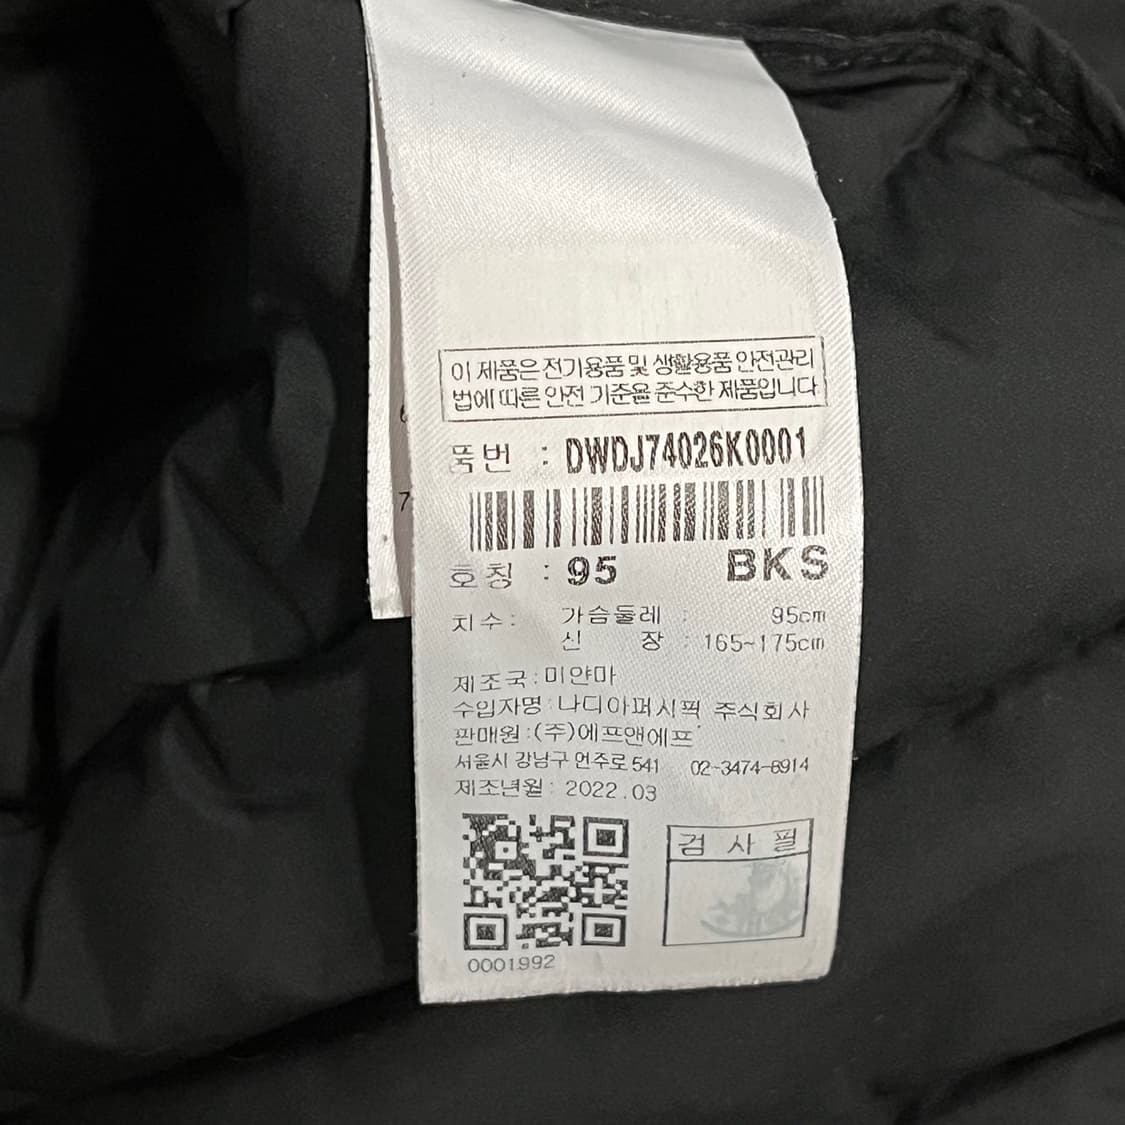 이 제품은 전기용품 및 생활용품 안전관리
법에 따른 안전 기준을 준수한 제품입니다
품번 : DWDJ74026K0001
호칭 : 95 BKS
치수 : 가슴둘레 : 95cm
신 장 : 165~175cm
제조국 : 미얀마
수입자명 : 나디아퍼시픽 주식회사
판매원 : (주)에프앤에프
서울시 강남구 언주로 541 02-3474-8914
제조년월 : 2022.03
검 사 필
0001992
7